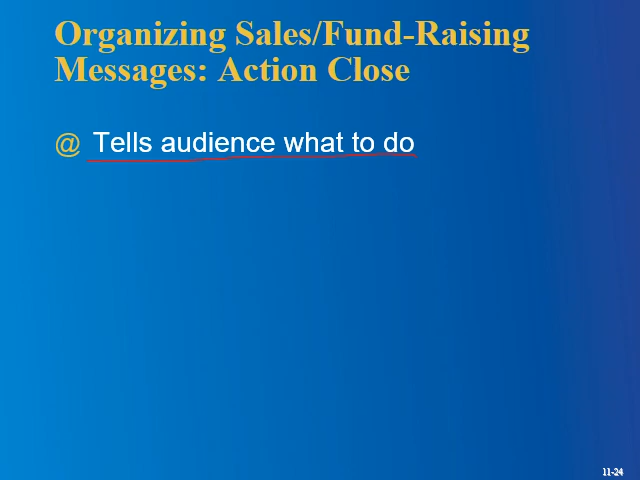 Organizing Sales/Fund-Raising
Messages: Action Close
@ Tells audience what to do
11-24